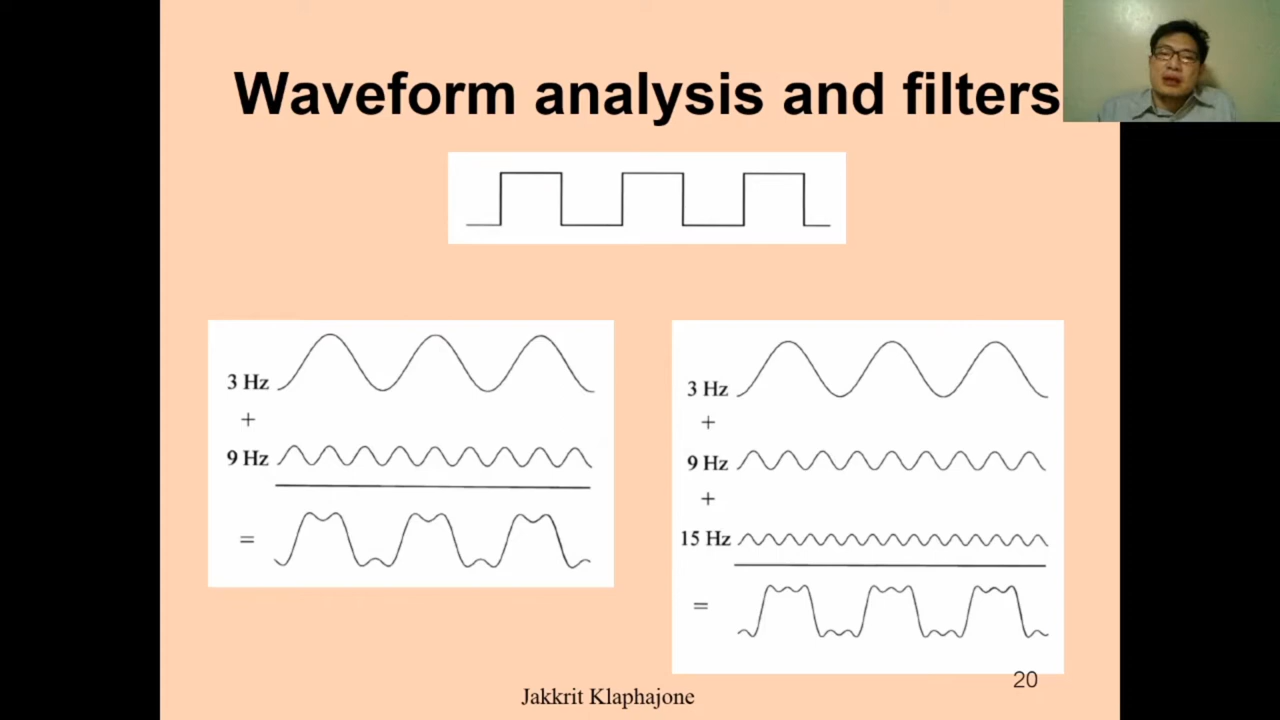 Waveform analysis and filters
3 Hz
+
9 Hz
=
3 Hz
+
9 Hz
+
15 Hz
=
Jakkrit Klaphajone
20